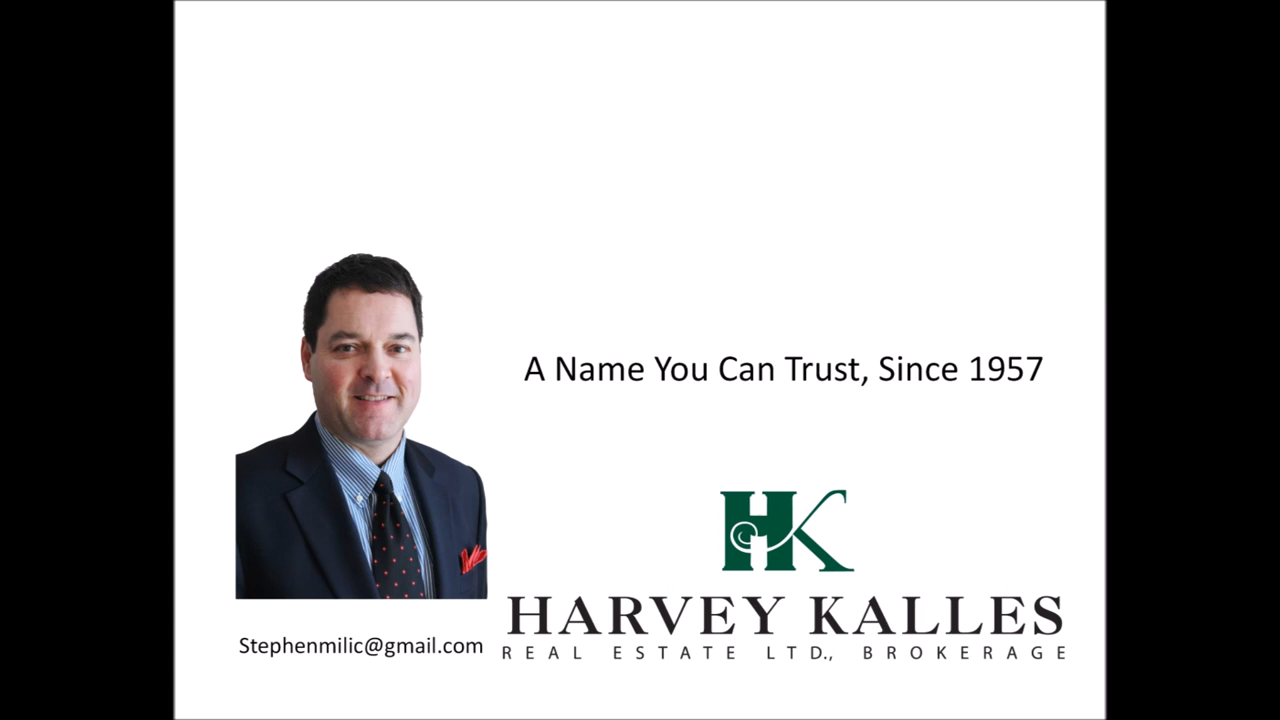 A Name You Can Trust, Since 1957
HK
HARVEY KALLES
REAL ESTATE LTD., BROKERAGE
Stephenmilic@gmail.com